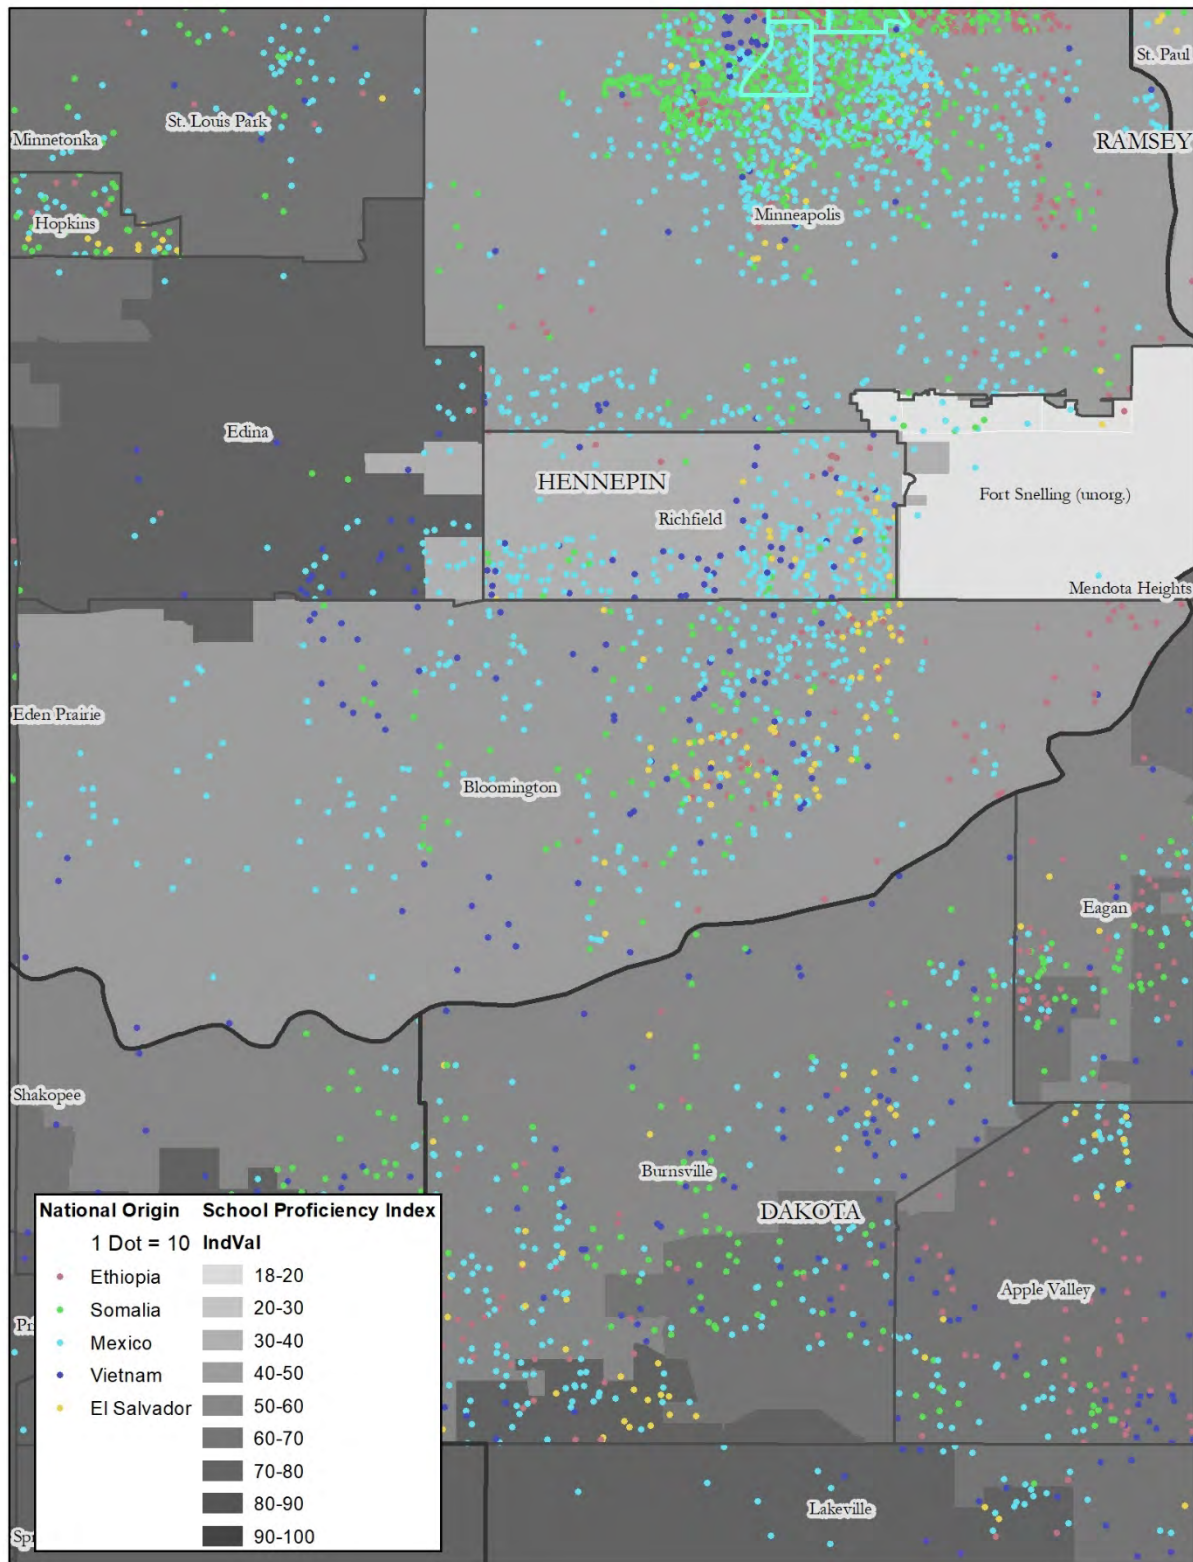 St. Paul
St. Louis Park
Minnetonka
RAMSEY
Hopkins
Minneapolis
Edina
HENNEPIN
Fort Snelling (unorg.)
Richfield
Mendota Heights
Eden Prairie
Bloomington
Eagan
Shakopee
Burnsville
DAKOTA
Apple Valley
Lakeville
Pri
Spr
National Origin School Proficiency Index
1 Dot = 10 IndVal
Ethiopia 18-20
Somalia 20-30
Mexico 30-40
Vietnam 40-50
El Salvador 50-60
60-70
70-80
80-90
90-100